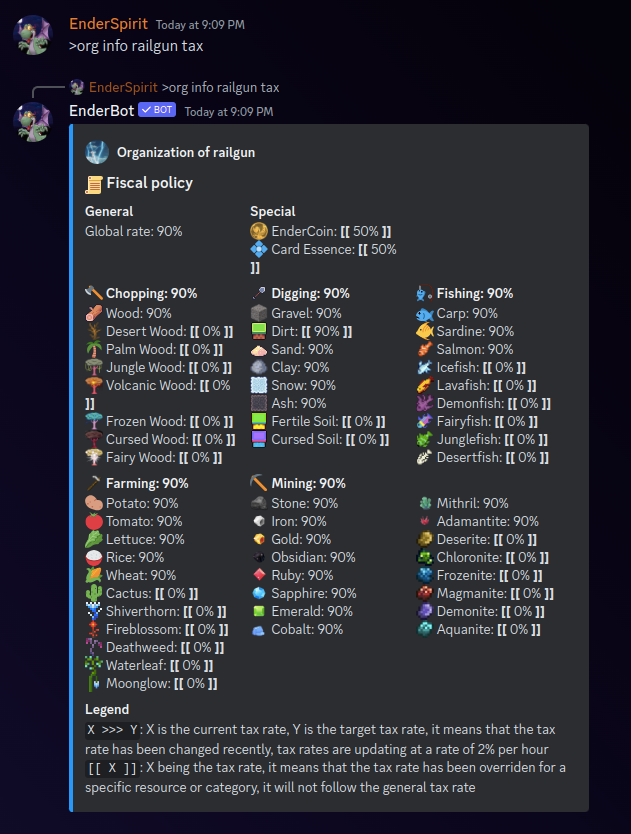 EnderSpirit Today at 9:09 PM
>org info railgun tax
EnderSpirit >org info railgun tax
EnderBot BOT Today at 9:09 PM
Organization of railgun
Fiscal policy
General
Global rate: 90%
Special
EnderCoin: [[ 50% ]]
Card Essence: [[ 50%
]]
Chopping: 90%
Wood: 90%
Desert Wood: [[ 0% ]]
Palm Wood: [[ 0% ]]
Jungle Wood: [[ 0% ]]
Volcanic Wood: [[ 0%
]]
Frozen Wood: [[ 0% ]]
Cursed Wood: [[ 0% ]]
Fairy Wood: [[ 0% ]]
Digging: 90%
Gravel: 90%
Dirt: [[ 90% ]]
Sand: 90%
Clay: 90%
Snow: 90%
Ash: 90%
Fertile Soil: [[ 0% ]]
Cursed Soil: [[ 0% ]]
Fishing: 90%
Carp: 90%
Sardine: 90%
Salmon: 90%
Icefish: [[ 0% ]]
Lavafish: [[ 0% ]]
Demonfish: [[ 0% ]]
Fairyfish: [[ 0% ]]
Junglefish: [[ 0% ]]
Desertfish: [[ 0% ]]
Farming: 90%
Potato: 90%
Tomato: 90%
Lettuce: 90%
Rice: 90%
Wheat: 90%
Cactus: [[ 0% ]]
Shiverthorn: [[ 0% ]]
Fireblossom: [[ 0% ]]
Deathweed: [[ 0% ]]
Waterleaf: [[ 0% ]]
Moonglow: [[ 0% ]]
Mining: 90%
Stone: 90%
Iron: 90%
Gold: 90%
Obsidian: 90%
Ruby: 90%
Sapphire: 90%
Emerald: 90%
Cobalt: 90%
Mithril: 90%
Adamantite: 90%
Deserite: [[ 0% ]]
Chloronite: [[ 0% ]]
Frozenite: [[ 0% ]]
Magmanite: [[ 0% ]]
Demonite: [[ 0% ]]
Aquanite: [[ 0% ]]
Legend
X >>> Y : X is the current tax rate, Y is the target tax rate, it means that the tax
rate has been changed recently, tax rates are updating at a rate of 2% per hour
[[ X ]] : X being the tax rate, it means that the tax rate has been overriden for a
specific resource or category, it will not follow the general tax rate